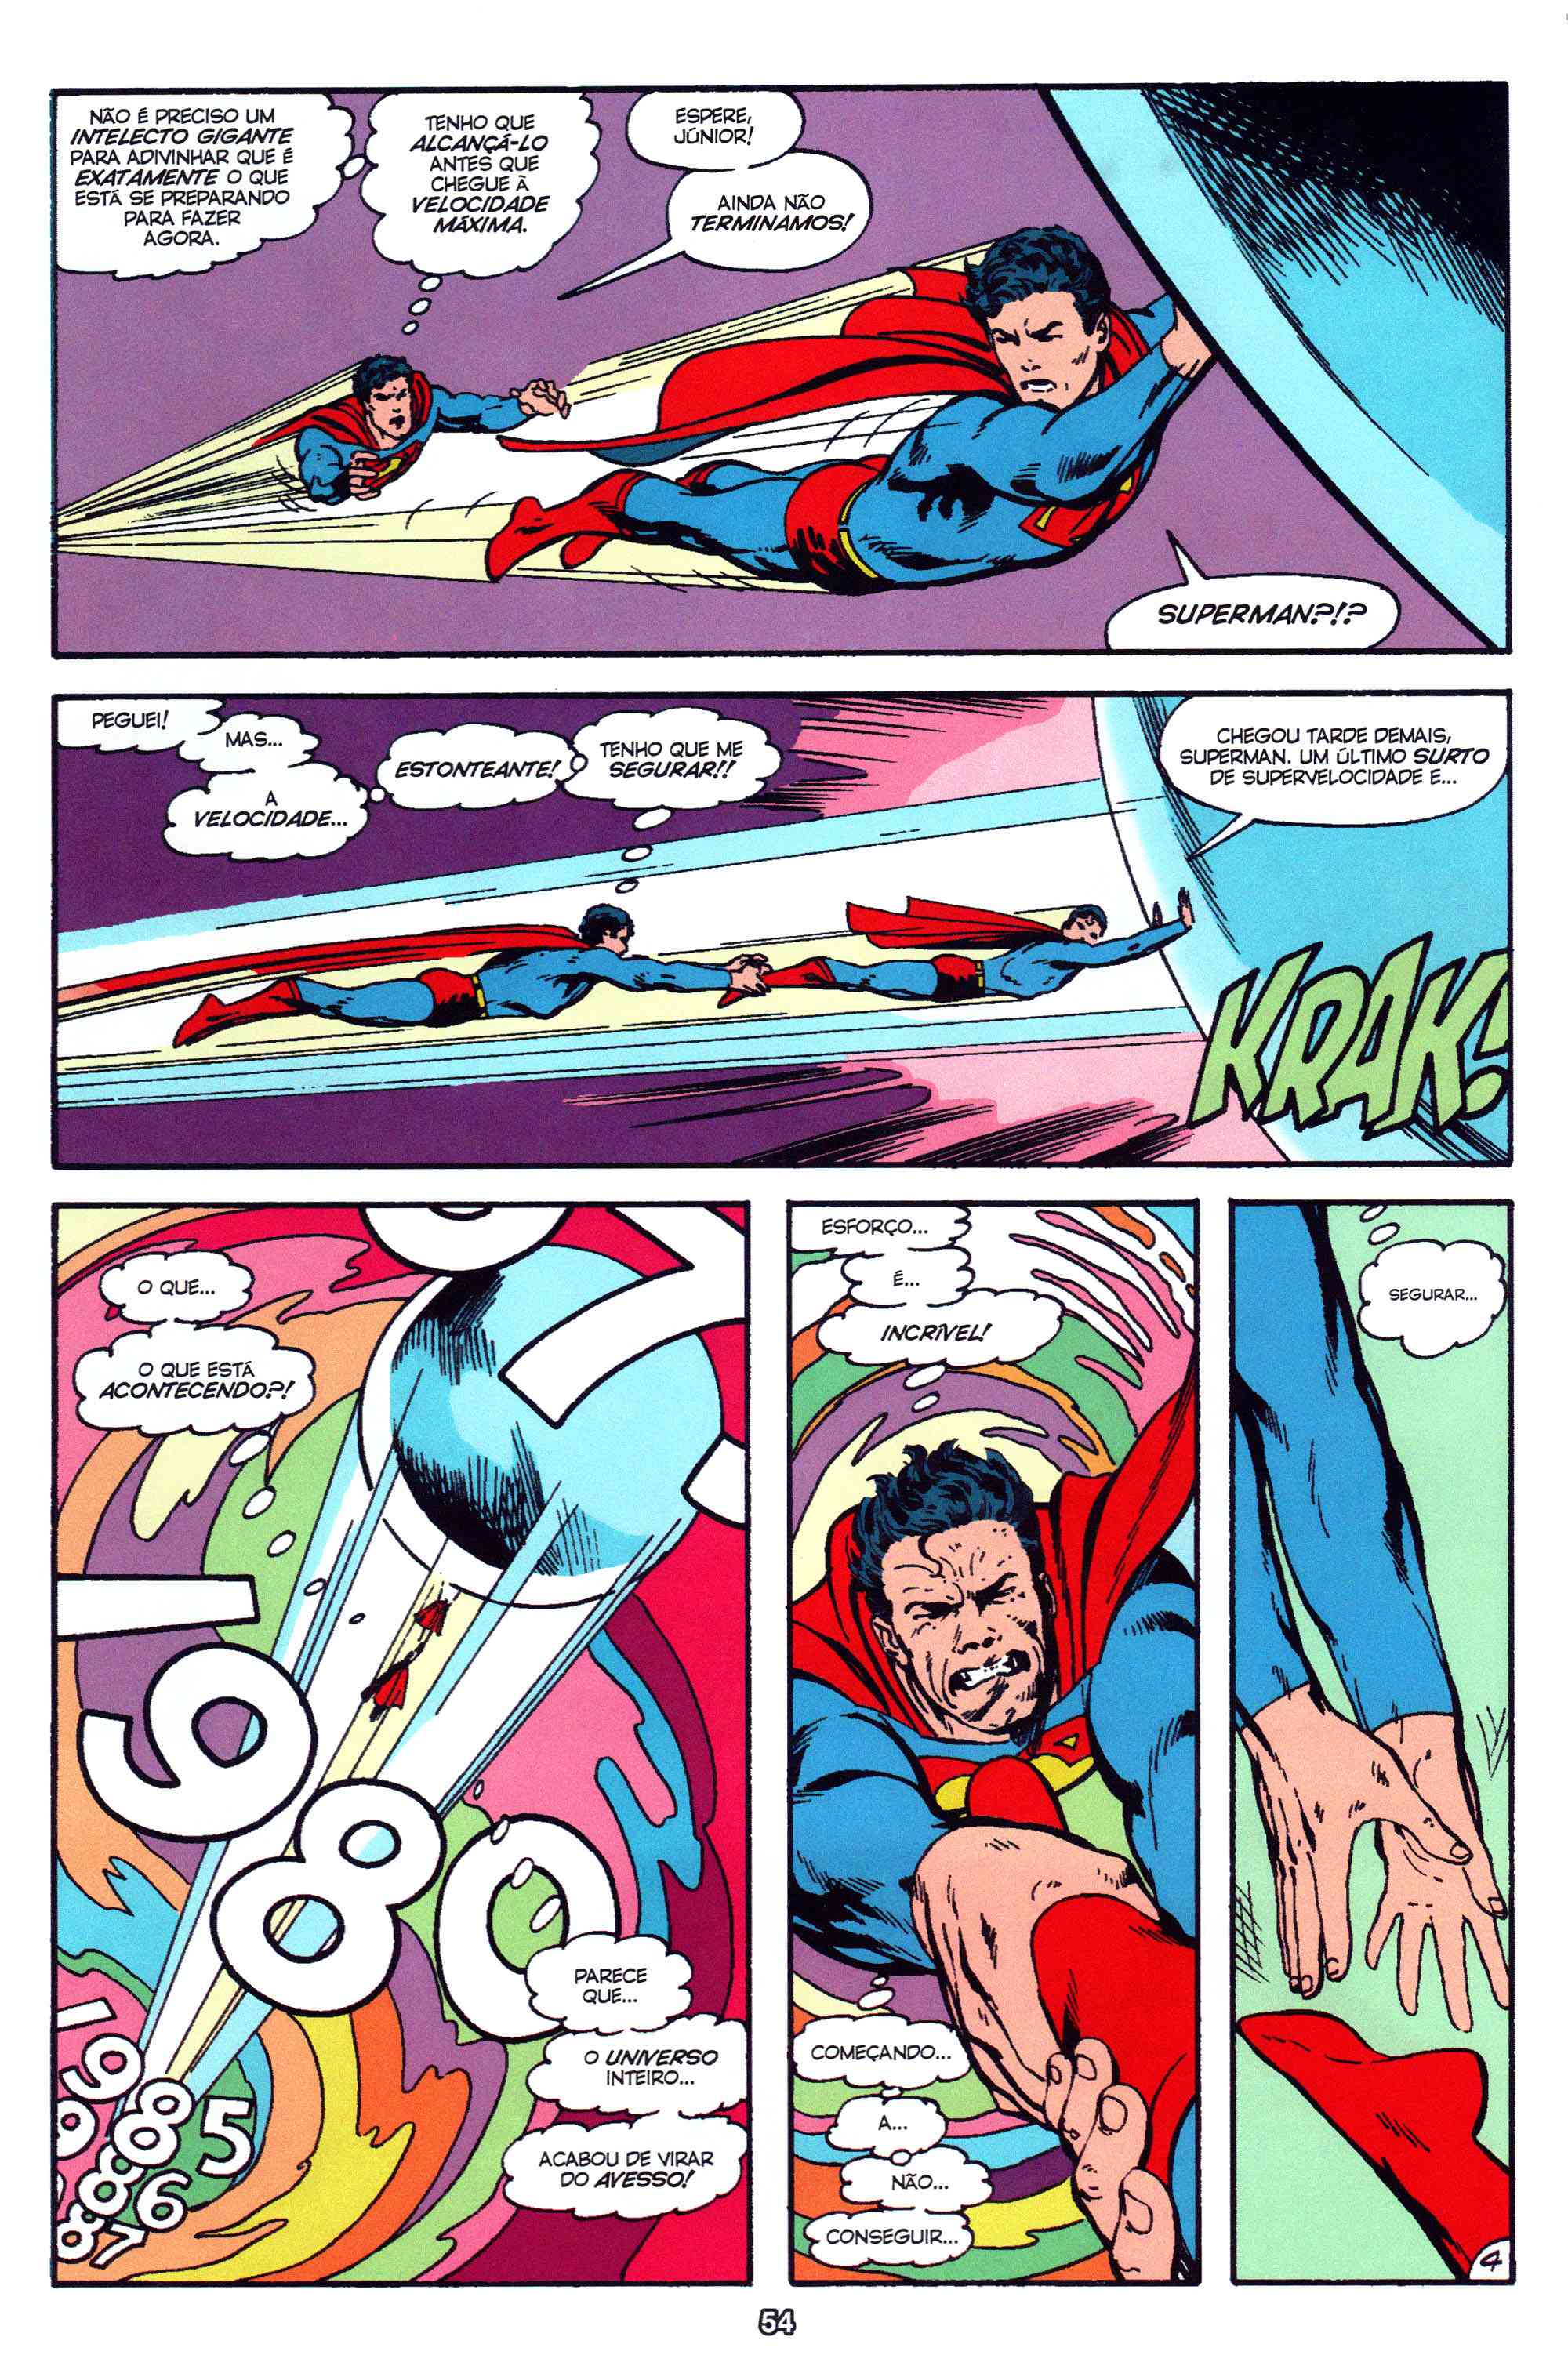 NÃO É PRECISO UM
INTELECTO GIGANTE
PARA ADIVINHAR QUE É
EXATAMENTE O QUE
ESTÁ SE PREPARANDO
PARA FAZER
AGORA.
TENHO QUE
ALCANÇÁ-LO
ANTES QUE
CHEGUE À
VELOCIDADE
MÁXIMA.
ESPERE,
JÚNIOR!
AINDA NÃO
TERMINAMOS!
SUPERMAN?!?
PEGUEI!
MAS...
A
VELOCIDADE...
ESTONTEANTE!
TENHO QUE ME
SEGURAR!!
CHEGOU TARDE DEMAIS,
SUPERMAN. UM ÚLTIMO SURTO
DE SUPERVELOCIDADE E...
KRAK!
O QUE...
O QUE ESTÁ
ACONTECENDO?!
1980
1985
986
87
PARECE
QUE...
O UNIVERSO
INTEIRO...
ACABOU DE VIRAR
DO AVESSO!
ESFORÇO...
É...
INCRÍVEL!
COMEÇANDO...
A...
NÃO...
CONSEGUIR...
SEGURAR...
4
54